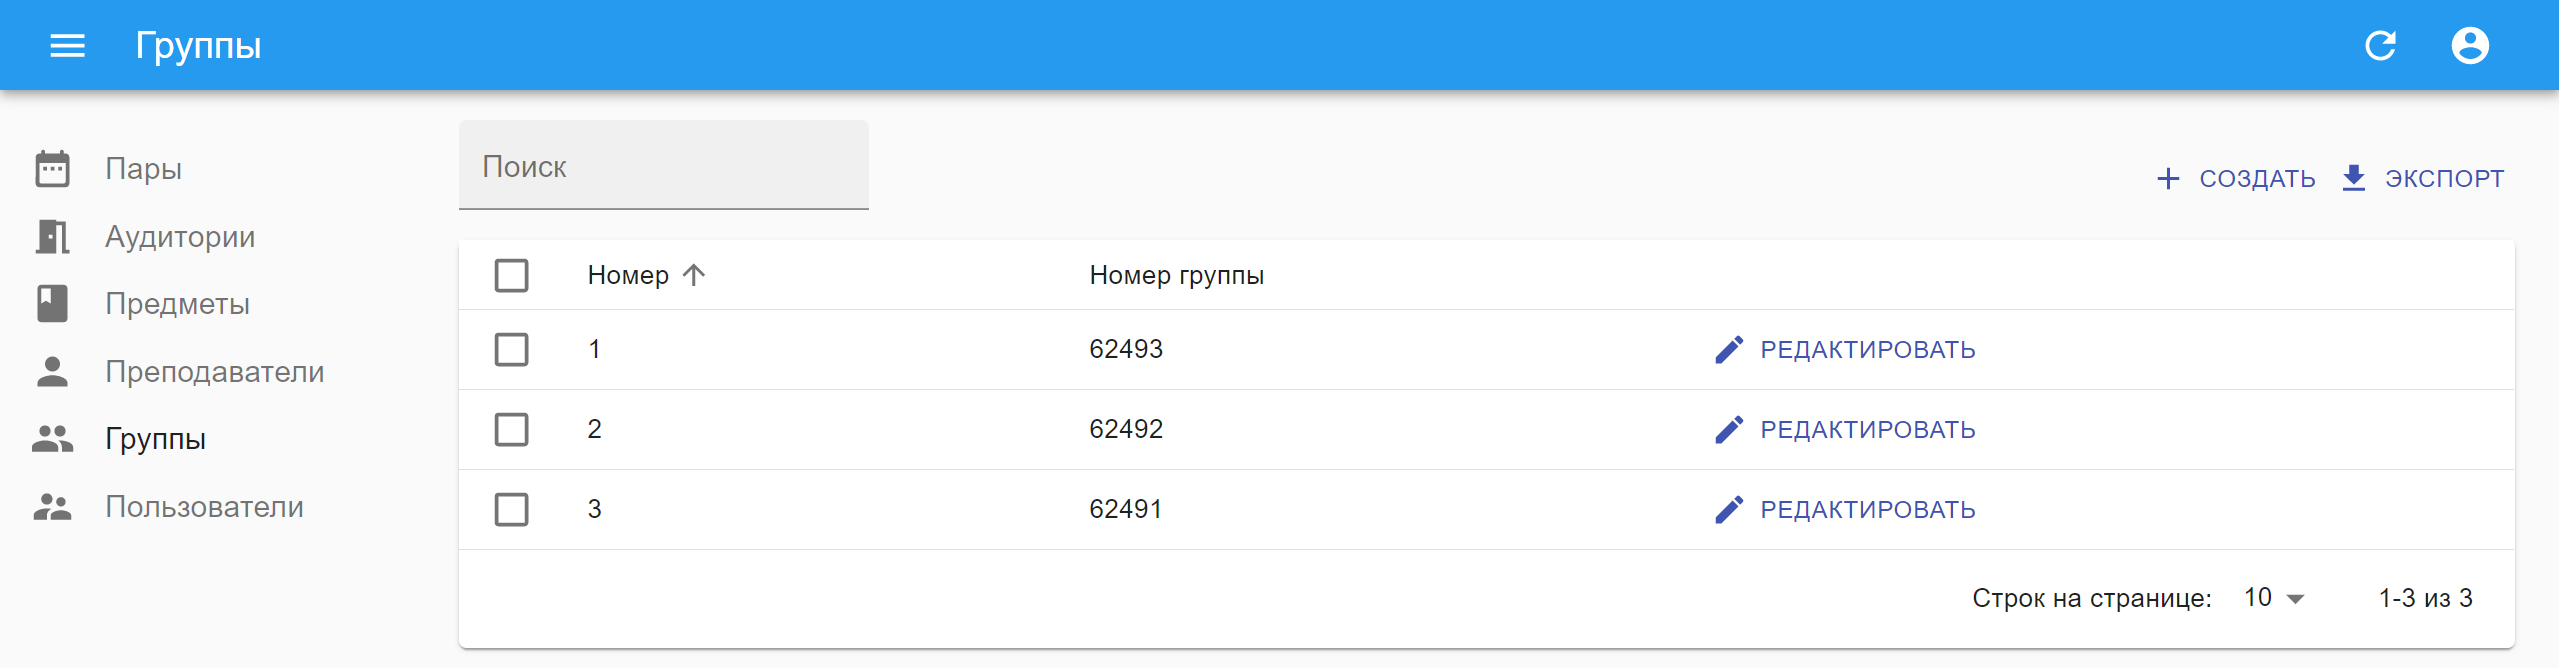 Группы
Пары
Аудитории
Предметы
Преподаватели
Группы
Пользователи
Поиск
СОЗДАТЬ ЭКСПОРТ
Номер Номер группы
1 62493 РЕДАКТИРОВАТЬ
2 62492 РЕДАКТИРОВАТЬ
3 62491 РЕДАКТИРОВАТЬ
Строк на странице: 10 1-3 из 3